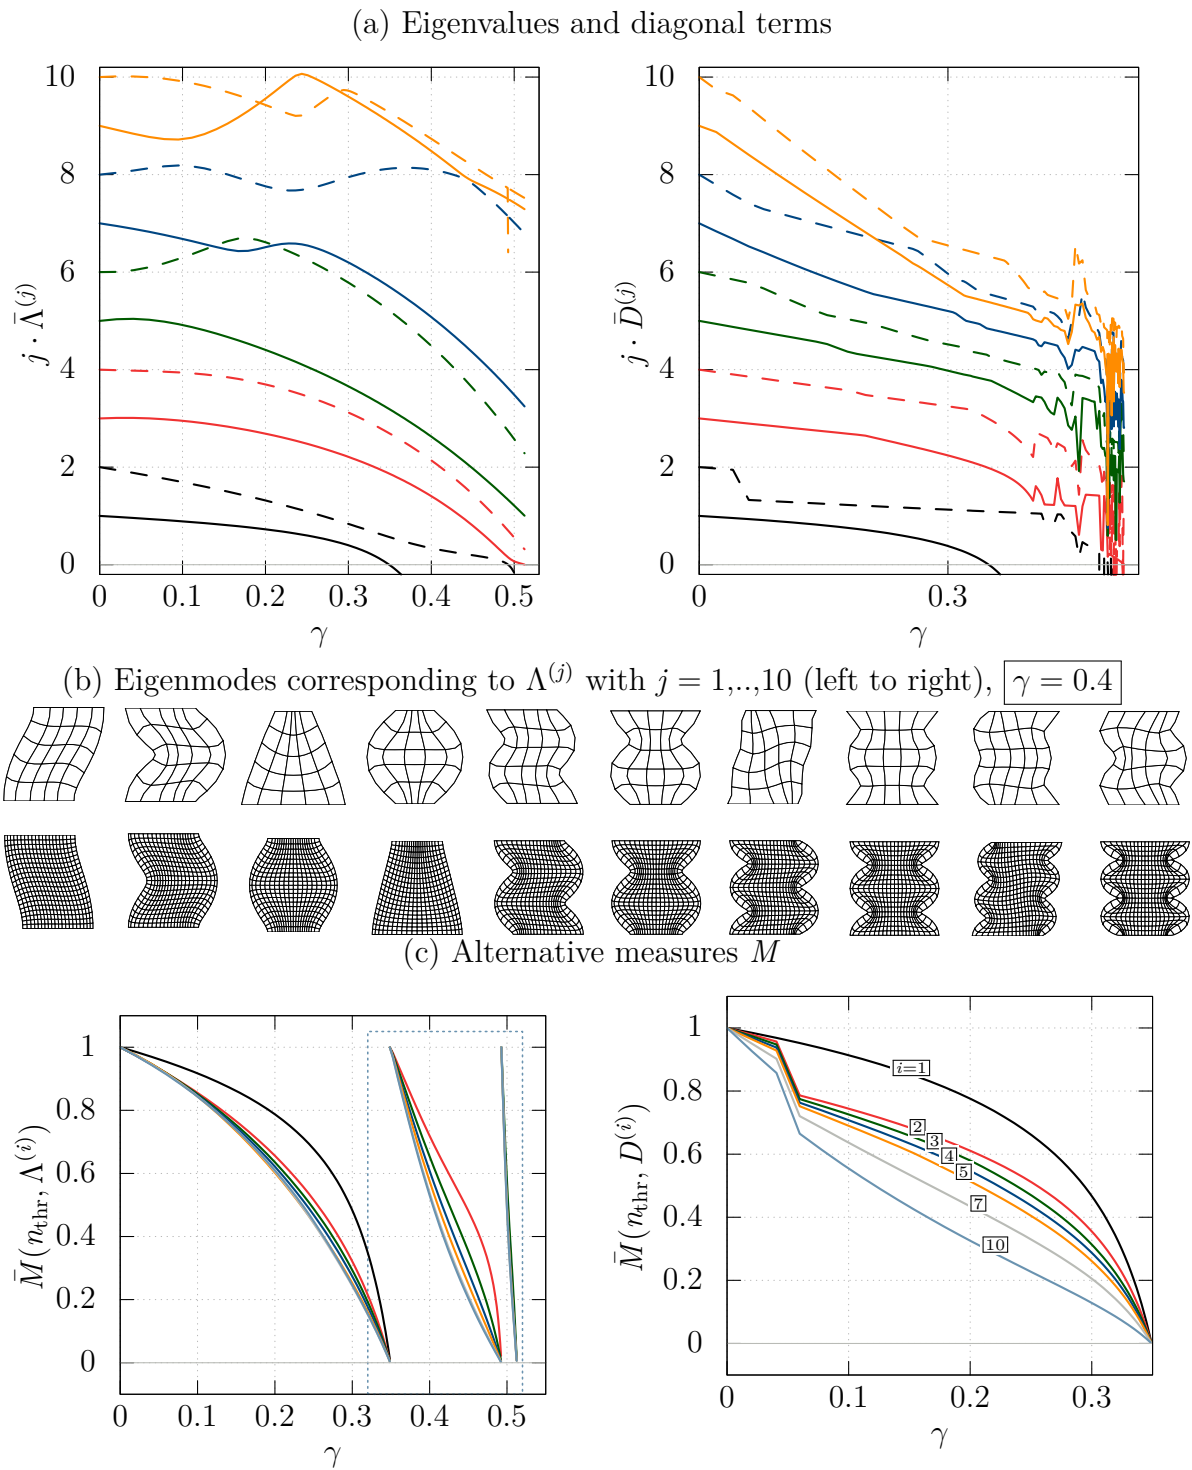 (a) Eigenvalues and diagonal terms
10
8
6
4
2
0
j · Λ̄⁽ʲ⁾
0 0.1 0.2 0.3 0.4 0.5
γ
10
8
6
4
2
0
j · D̄⁽ʲ⁾
0 0.3
γ
(b) Eigenmodes corresponding to Λ⁽ʲ⁾ with j = 1,..,10 (left to right), γ = 0.4
(c) Alternative measures M
1
0.8
0.6
0.4
0.2
0
M̄(n_thr, Λ⁽ⁱ⁾)
0 0.1 0.2 0.3 0.4 0.5
γ
1
0.8
0.6
0.4
0.2
0
M̄(n_thr, D⁽ⁱ⁾)
i=1
2
3
4
5
7
10
0 0.1 0.2 0.3
γ